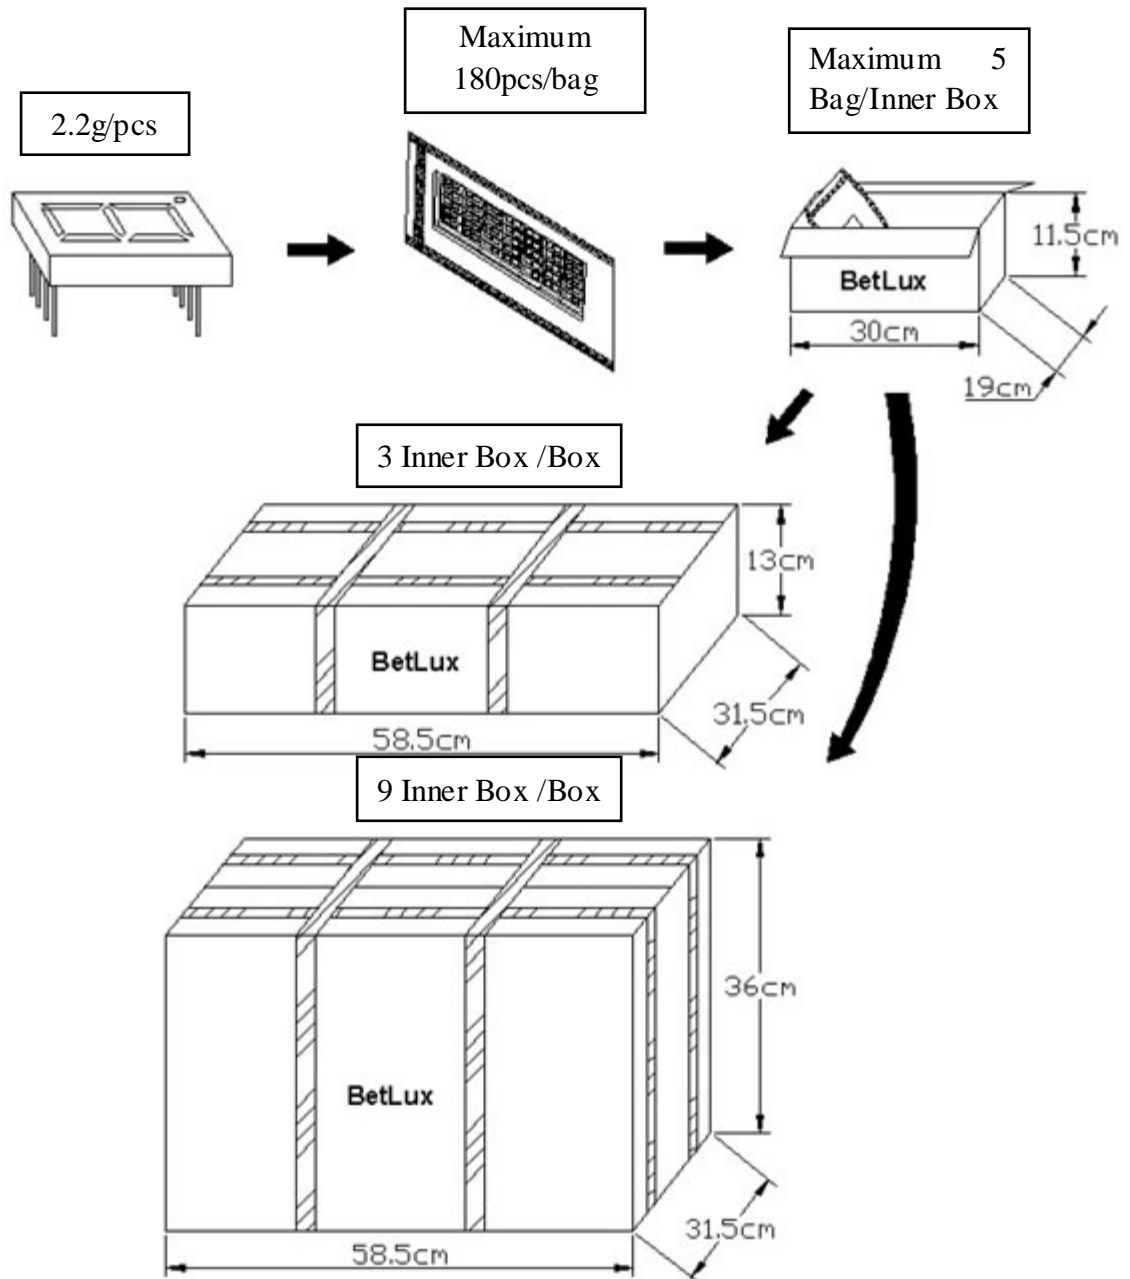 Maximum
180pcs/bag
Maximum 5
Bag/Inner Box
2.2g/pcs
11.5cm
BetLux
30cm
19cm
3 Inner Box /Box
13cm
BetLux
31.5cm
58.5cm
9 Inner Box /Box
36cm
BetLux
31.5cm
58.5cm